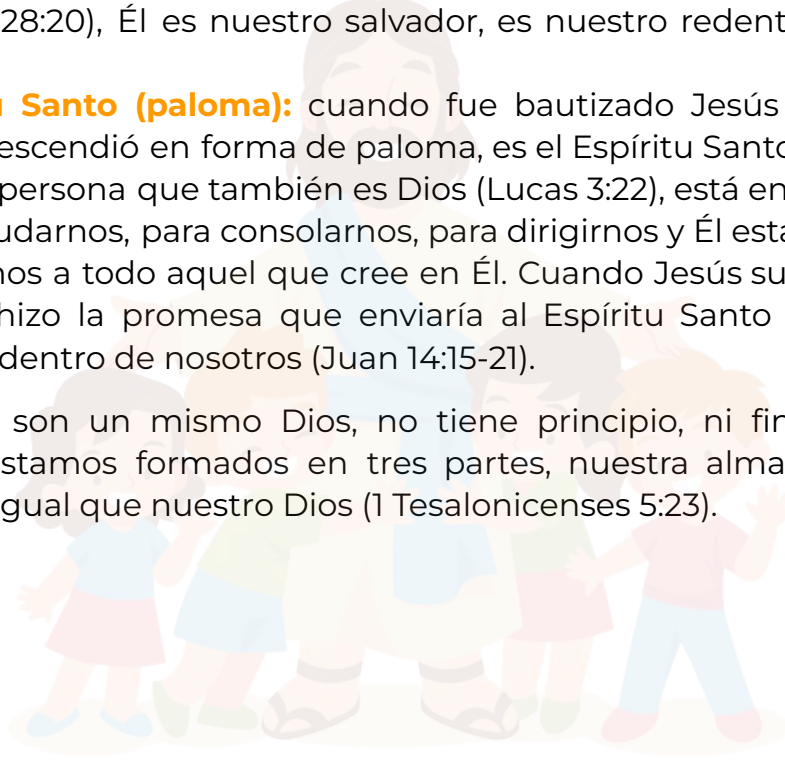 28:20), Él es nuestro salvador, es nuestro redent
Santo (paloma): cuando fue bautizado Jesús
escendió en forma de paloma, es el Espíritu Santo
persona que también es Dios (Lucas 3:22), está en
udarnos, para consolarnos, para dirigirnos y Él está
nos a todo aquel que cree en Él. Cuando Jesús su
hizo la promesa que enviaría al Espíritu Santo
dentro de nosotros (Juan 14:15-21).
son un mismo Dios, no tiene principio, ni fin
stamos formados en tres partes, nuestra alma
gual que nuestro Dios (1 Tesalonicenses 5:23).